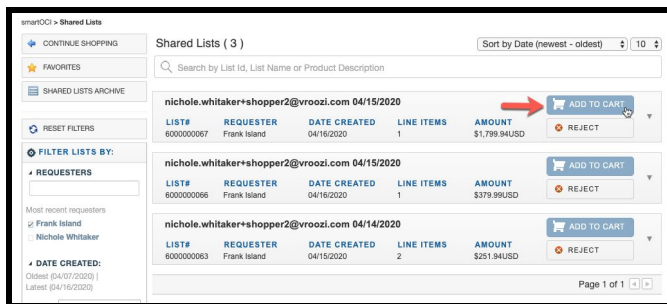 smartOCI > Shared Lists
CONTINUE SHOPPING
FAVORITES
SHARED LISTS ARCHIVE
RESET FILTERS
FILTER LISTS BY:
REQUESTERS
Most recent requesters
Frank Island
Nichole Whitaker
DATE CREATED:
Oldest (04/07/2020) |
Latest (04/16/2020)
Shared Lists ( 3 )
Sort by Date (newest - oldest) 10
Search by List Id, List Name or Product Description
nichole.whitaker+shopper2@vroozi.com 04/15/2020
ADD TO CART
LIST# REQUESTER DATE CREATED LINE ITEMS AMOUNT
6000000067 Frank Island 04/16/2020 1 $1,799.94USD
REJECT
nichole.whitaker+shopper2@vroozi.com 04/15/2020
ADD TO CART
LIST# REQUESTER DATE CREATED LINE ITEMS AMOUNT
6000000066 Frank Island 04/16/2020 1 $379.99USD
REJECT
nichole.whitaker+shopper2@vroozi.com 04/14/2020
ADD TO CART
LIST# REQUESTER DATE CREATED LINE ITEMS AMOUNT
6000000063 Frank Island 04/15/2020 2 $251.94USD
REJECT
Page 1 of 1